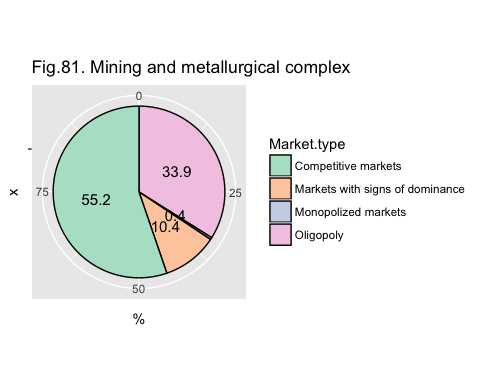 Fig.81. Mining and metallurgical complex
0
25
50
75
33.9
0.4
10.4
55.2
x
%
Market.type
Competitive markets
Markets with signs of dominance
Monopolized markets
Oligopoly